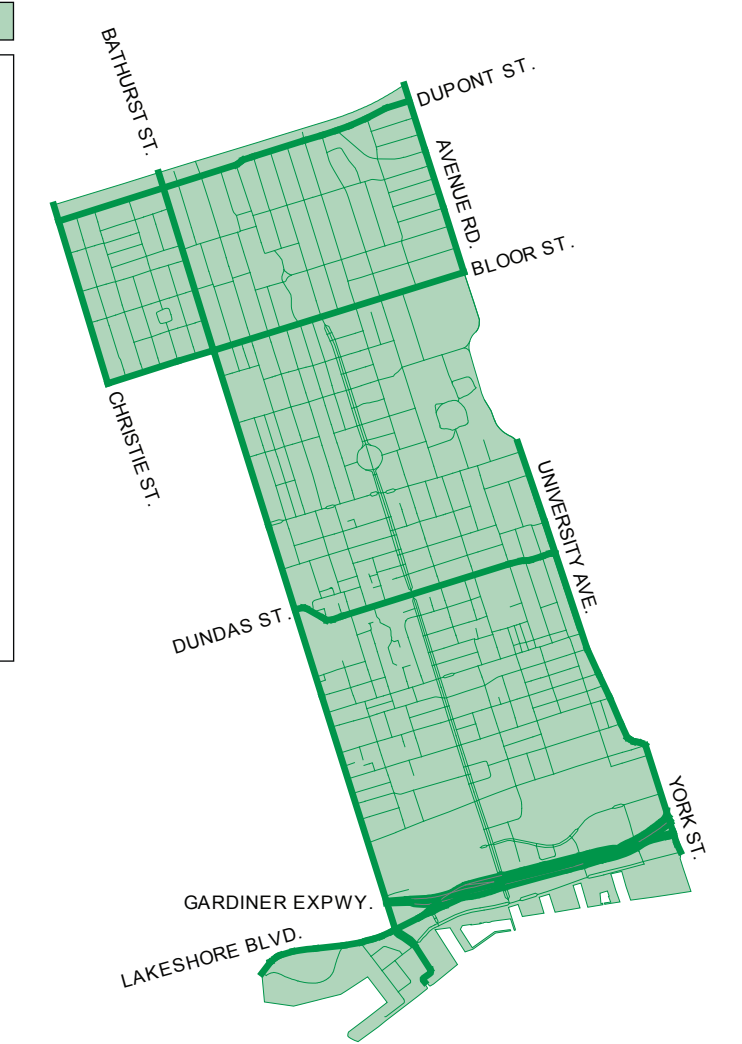 BATHURST ST.
DUPONT ST.
AVENUE RD.
BLOOR ST.
CHRISTIE ST.
UNIVERSITY AVE.
DUNDAS ST.
YORK ST.
GARDINER EXPWY.
LAKESHORE BLVD.